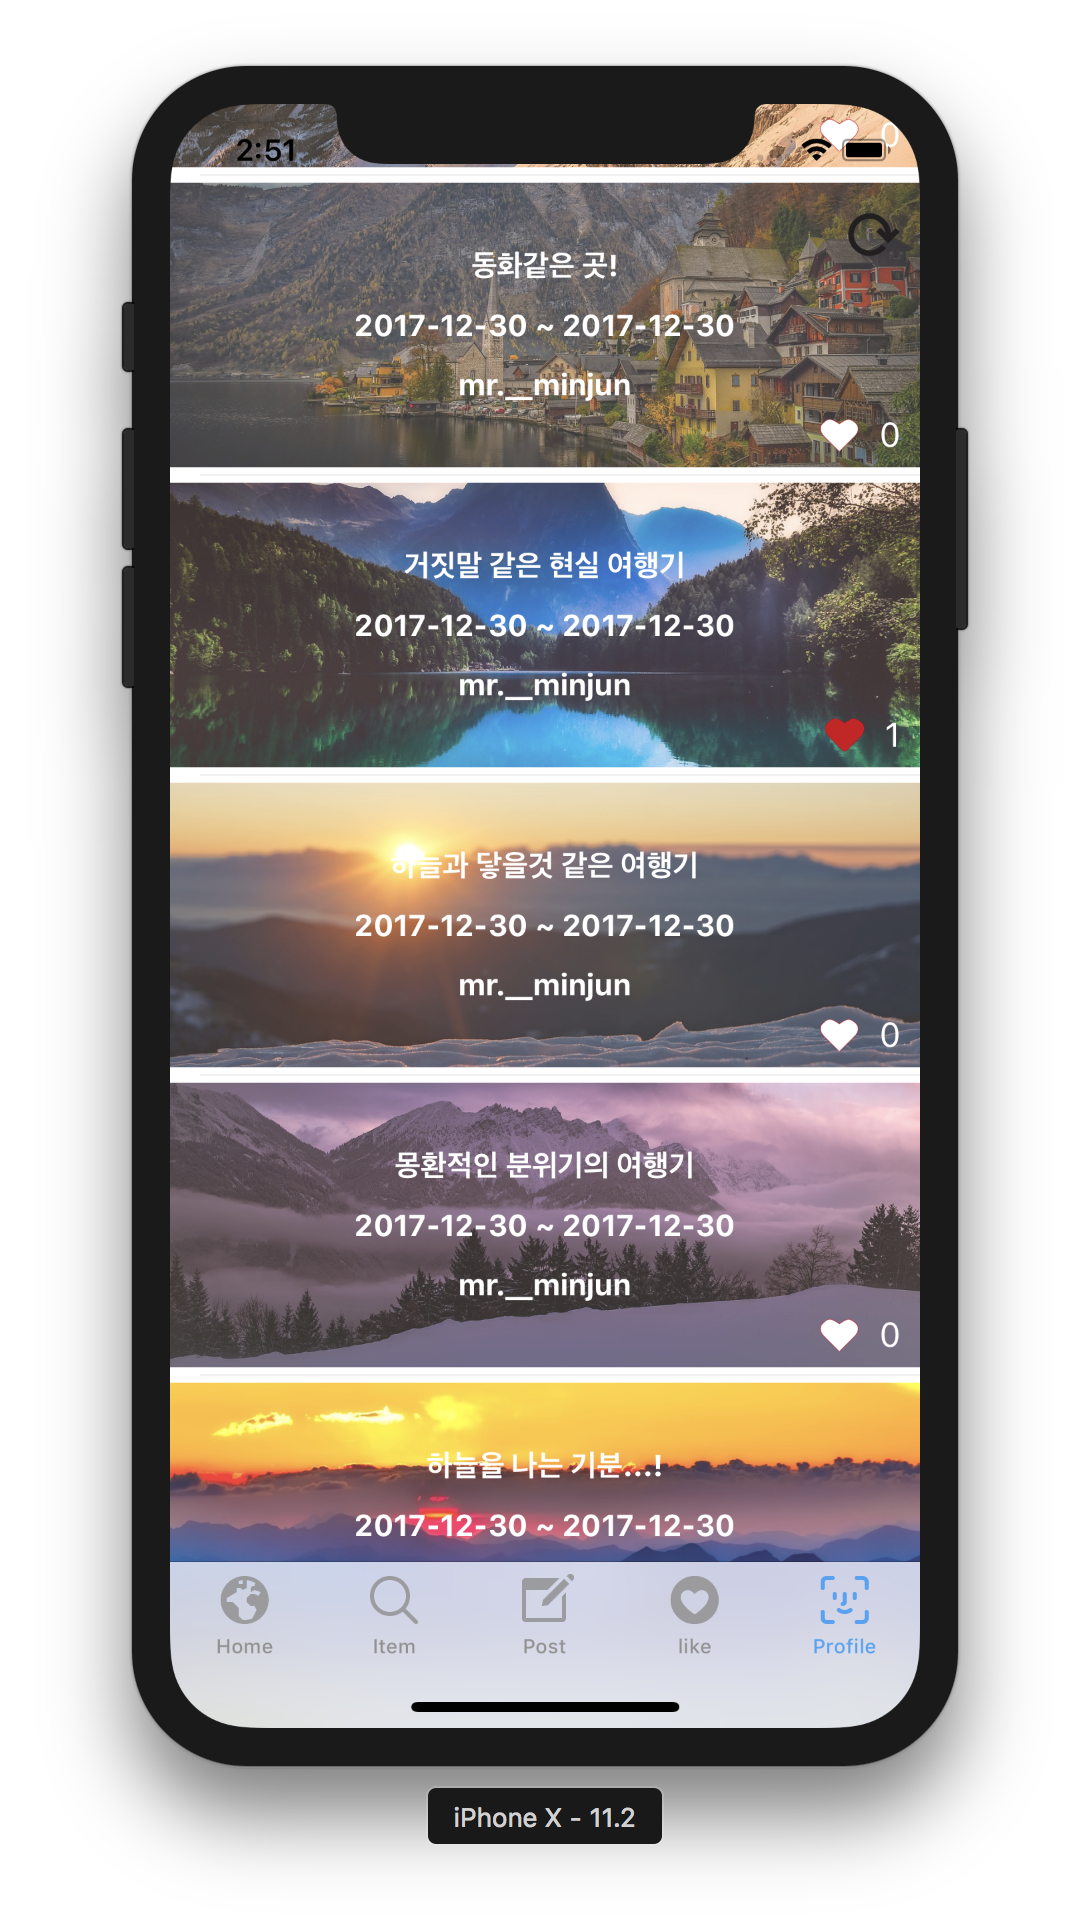 2:51
0
동화같은 곳!
2017-12-30 ~ 2017-12-30
mr.__minjun
0
거짓말 같은 현실 여행기
2017-12-30 ~ 2017-12-30
mr.__minjun
1
하늘과 닿을것 같은 여행기
2017-12-30 ~ 2017-12-30
mr.__minjun
0
몽환적인 분위기의 여행기
2017-12-30 ~ 2017-12-30
mr.__minjun
0
하늘을 나는 기분...!
2017-12-30 ~ 2017-12-30
Home Item Post like Profile
iPhone X - 11.2